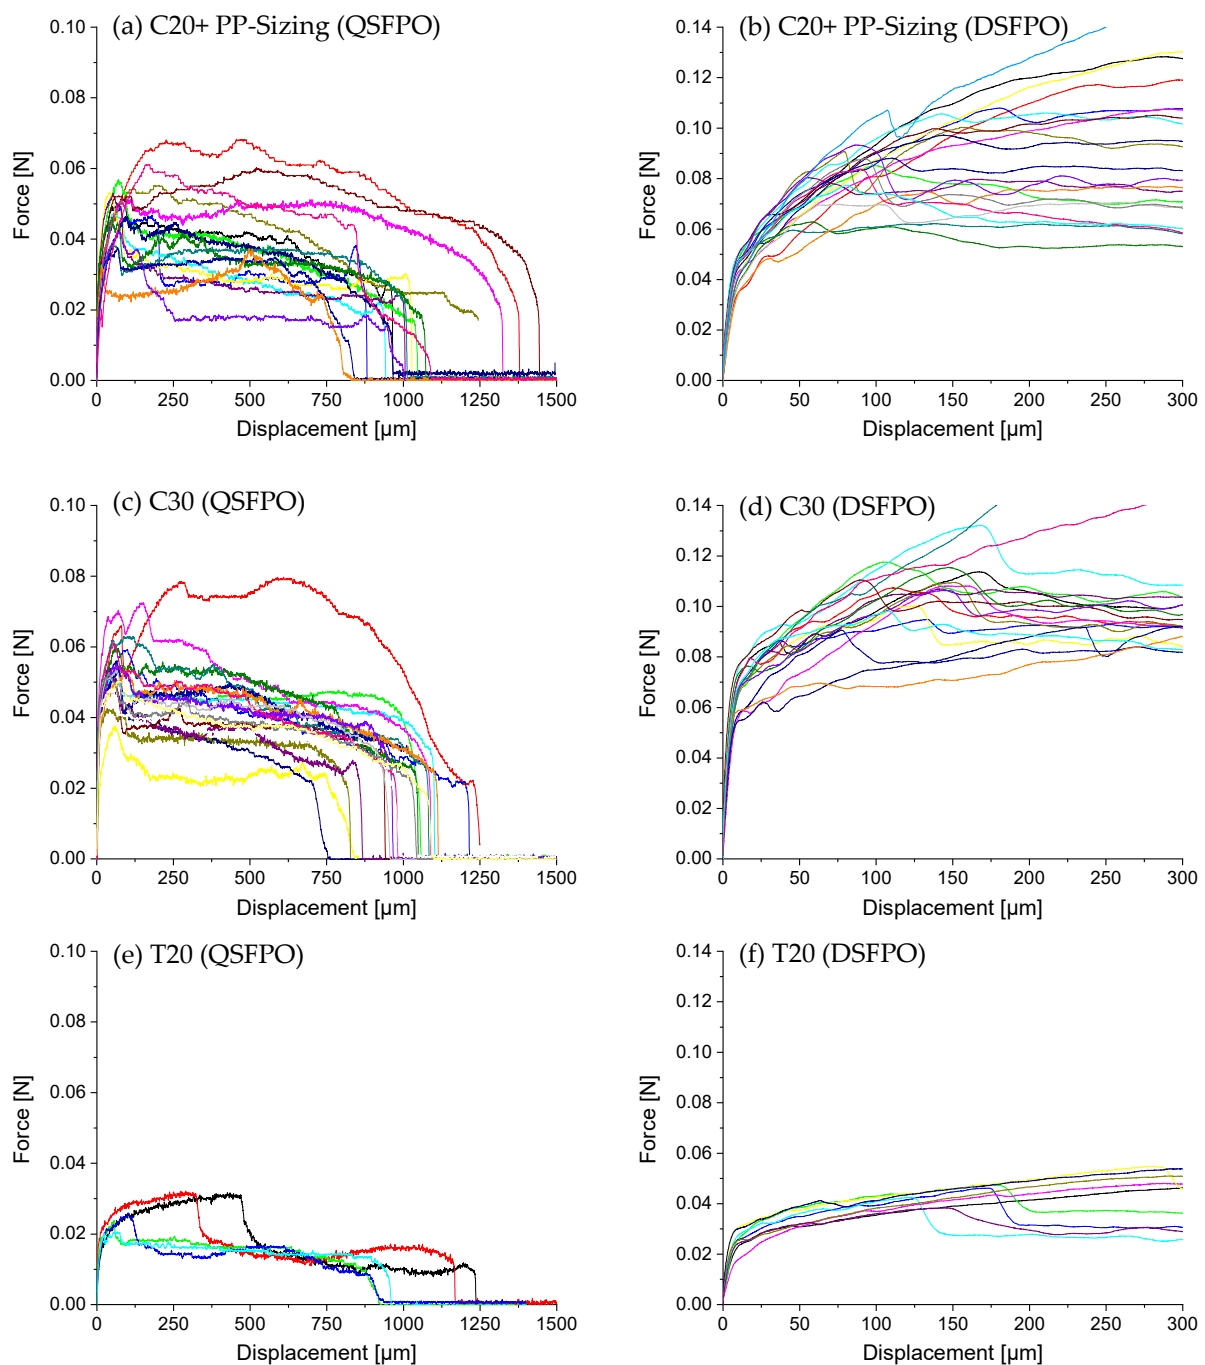 (a) C20+ PP-Sizing (QSFPO)
0.10
0.08
0.06
0.04
0.02
0.00
Force [N]
0 250 500 750 1000 1250 1500
Displacement [µm]
(b) C20+ PP-Sizing (DSFPO)
0.14
0.12
0.10
0.08
0.06
0.04
0.02
0.00
Force [N]
0 50 100 150 200 250 300
Displacement [µm]
(c) C30 (QSFPO)
0.10
0.08
0.06
0.04
0.02
0.00
Force [N]
0 250 500 750 1000 1250 1500
Displacement [µm]
(d) C30 (DSFPO)
0.14
0.12
0.10
0.08
0.06
0.04
0.02
0.00
Force [N]
0 50 100 150 200 250 300
Displacement [µm]
(e) T20 (QSFPO)
0.10
0.08
0.06
0.04
0.02
0.00
Force [N]
0 250 500 750 1000 1250 1500
Displacement [µm]
(f) T20 (DSFPO)
0.14
0.12
0.10
0.08
0.06
0.04
0.02
0.00
Force [N]
0 50 100 150 200 250 300
Displacement [µm]